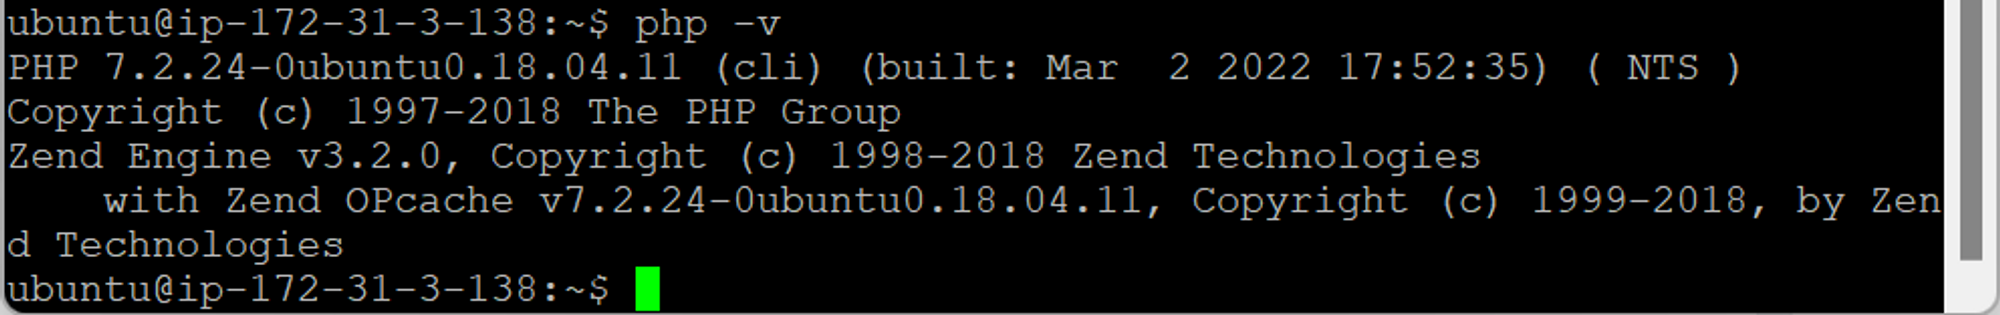 ubuntu@ip-172-31-3-138:~$ php -v
PHP 7.2.24-0ubuntu0.18.04.11 (cli) (built: Mar  2 2022 17:52:35) ( NTS )
Copyright (c) 1997-2018 The PHP Group
Zend Engine v3.2.0, Copyright (c) 1998-2018 Zend Technologies
    with Zend OPcache v7.2.24-0ubuntu0.18.04.11, Copyright (c) 1999-2018, by Zen
d Technologies
ubuntu@ip-172-31-3-138:~$